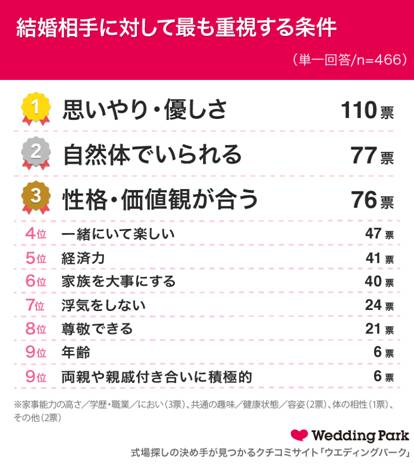 結婚相手に対して最も重視する条件
（単一回答/n=466）
1 思いやり・優しさ 110票
2 自然体でいられる 77票
3 性格・価値観が合う 76票
4位 一緒にいて楽しい 47票
5位 経済力 41票
6位 家族を大事にする 40票
7位 浮気をしない 24票
8位 尊敬できる 21票
9位 年齢 6票
9位 両親や親戚付き合いに積極的 6票
※家事能力の高さ／学歴・職業／におい（3票）、共通の趣味／健康状態／容姿（2票）、体の相性（1票）、
その他（2票）
Wedding Park
式場探しの決め手が見つかるクチコミサイト「ウエディングパーク」